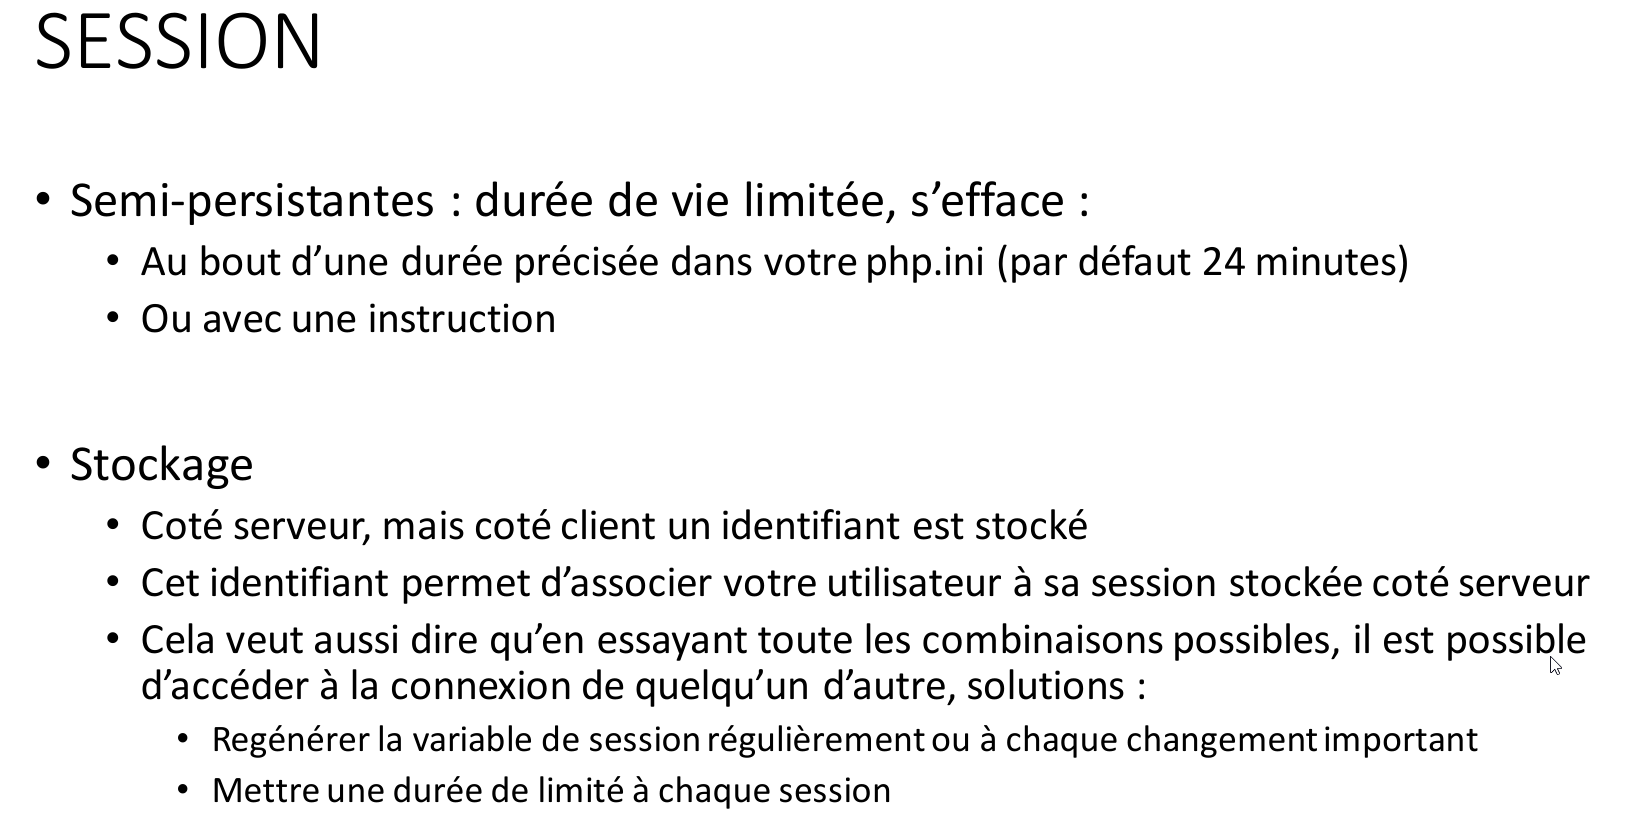 SESSION
• Semi-persistantes : durée de vie limitée, s’efface :
• Au bout d’une durée précisée dans votre php.ini (par défaut 24 minutes)
• Ou avec une instruction
• Stockage
• Coté serveur, mais coté client un identifiant est stocké
• Cet identifiant permet d’associer votre utilisateur à sa session stockée coté serveur
• Cela veut aussi dire qu’en essayant toute les combinaisons possibles, il est possible
d’accéder à la connexion de quelqu’un d’autre, solutions :
• Regénérer la variable de session régulièrement ou à chaque changement important
• Mettre une durée de limité à chaque session